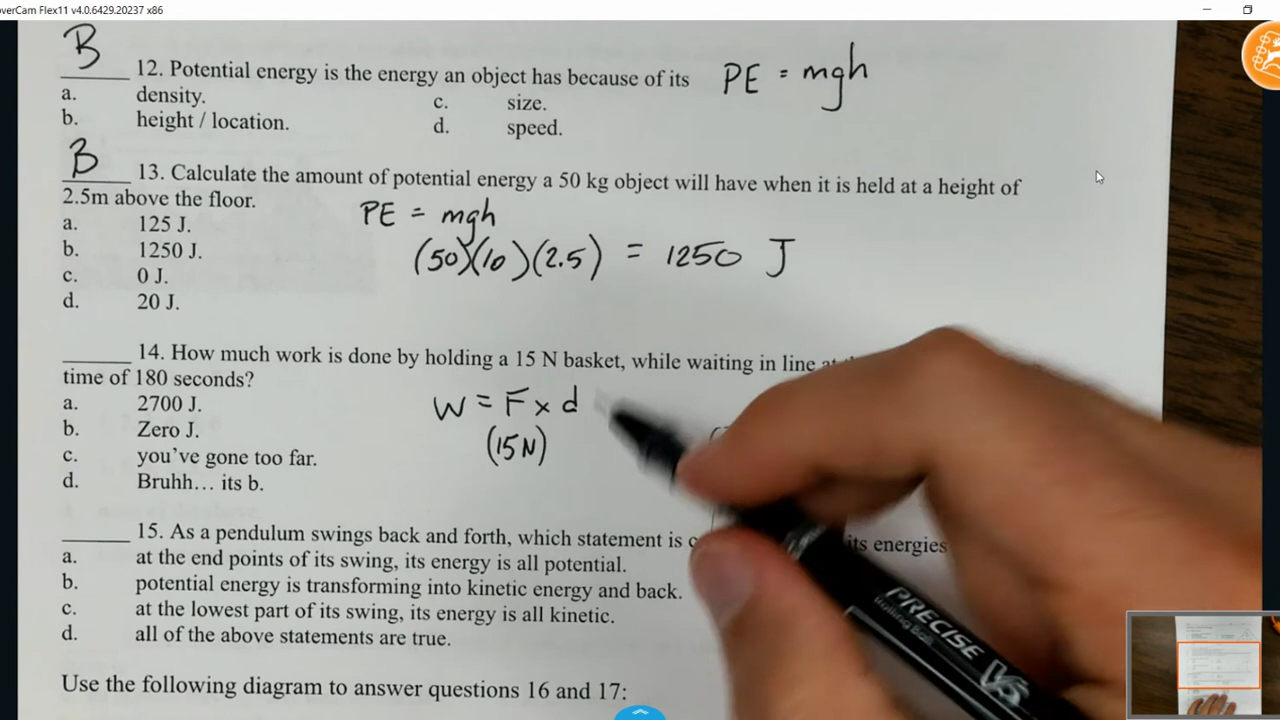 overCam Flex11 v4.0.6429.20237 x86
B
12. Potential energy is the energy an object has because of its PE = mgh
a. density. c. size.
b. height / location. d. speed.
B
13. Calculate the amount of potential energy a 50 kg object will have when it is held at a height of
2.5m above the floor. PE = mgh
a. 125 J.
b. 1250 J. (50)(10)(2.5) = 1250 J
c. 0 J.
d. 20 J.
14. How much work is done by holding a 15 N basket, while waiting in line
time of 180 seconds?
a. 2700 J. W = F x d
b. Zero J. (15N)
c. you've gone too far.
d. Bruhh… its b.
15. As a pendulum swings back and forth, which statement is its energies
a. at the end points of its swing, its energy is all potential.
b. potential energy is transforming into kinetic energy and back.
c. at the lowest part of its swing, its energy is all kinetic.
d. all of the above statements are true.
Use the following diagram to answer questions 16 and 17:
PRECISE V5
Rolling Ball